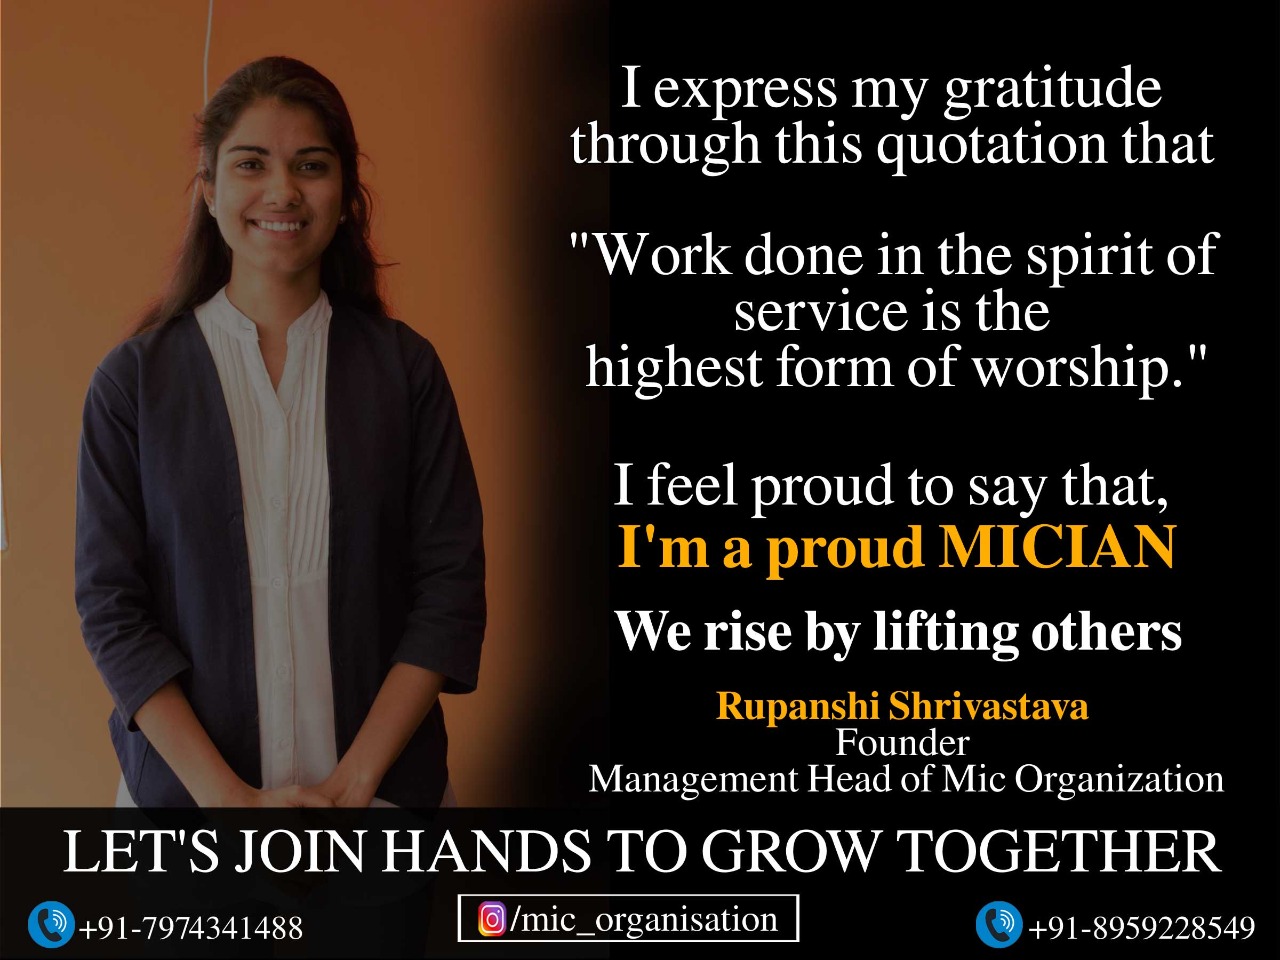 I express my gratitude
through this quotation that
"Work done in the spirit of
service is the
highest form of worship."
I feel proud to say that,
I'm a proud MICIAN
We rise by lifting others
Rupanshi Shrivastava
Founder
Management Head of Mic Organization
LET'S JOIN HANDS TO GROW TOGETHER
+91-7974341488
/mic_organisation
+91-8959228549